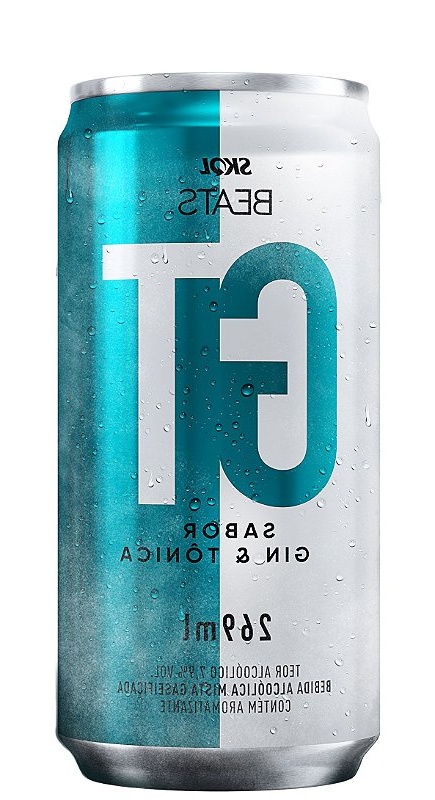 SKOL
BEATS
GT
SABOR
GIN & TÔNICA
269ml
TEOR ALCOÓLICO 7,9% VOL
BEBIDA ALCOÓLICA MISTA GASEIFICADA
CONTÉM AROMATIZANTE